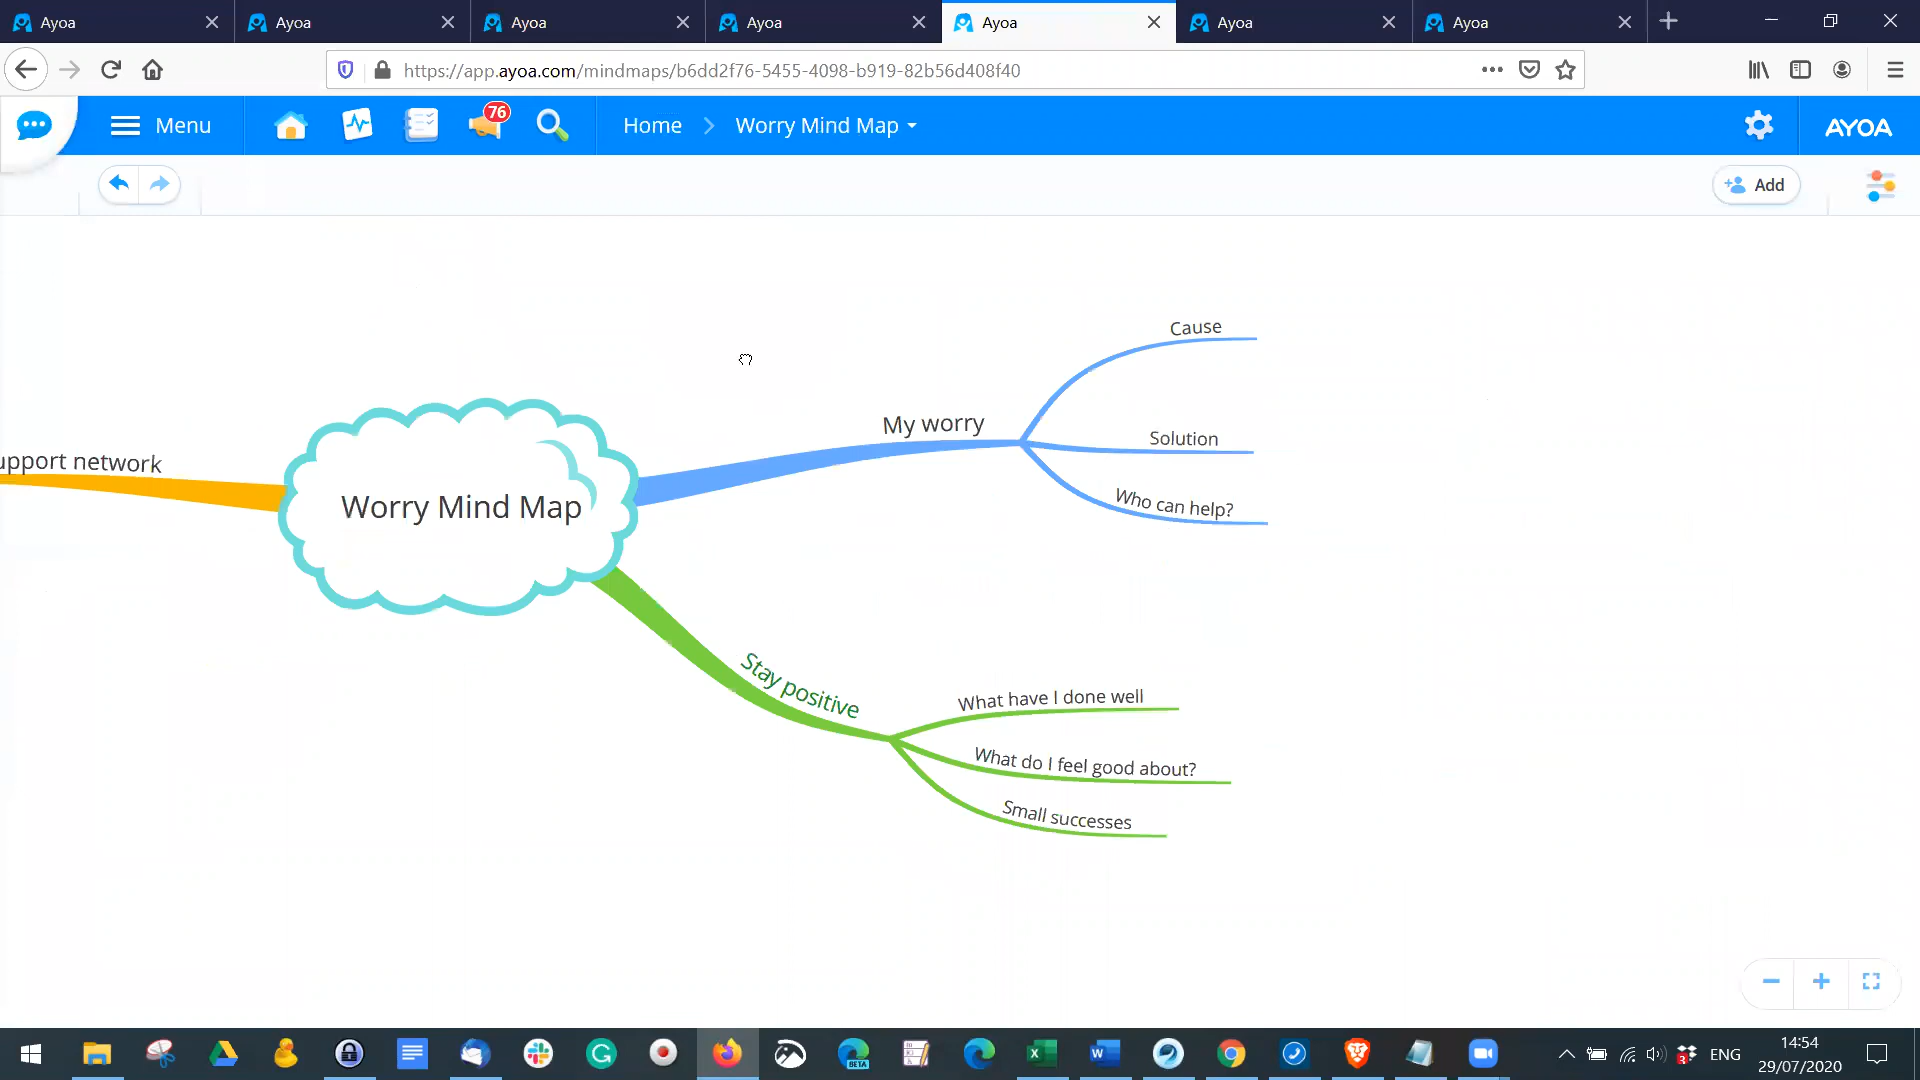 Ayoa
Ayoa
Ayoa
Ayoa
Ayoa
Ayoa
Ayoa
https://app.ayoa.com/mindmaps/b6dd2f76-5455-4098-b919-82b56d408f40
Menu
76
Home
Worry Mind Map
AYOA
Add
Cause
My worry
Solution
upport network
Who can help?
Worry Mind Map
Stay positive
What have I done well
What do I feel good about?
Small successes
BETA
3
ENG
14:54
29/07/2020